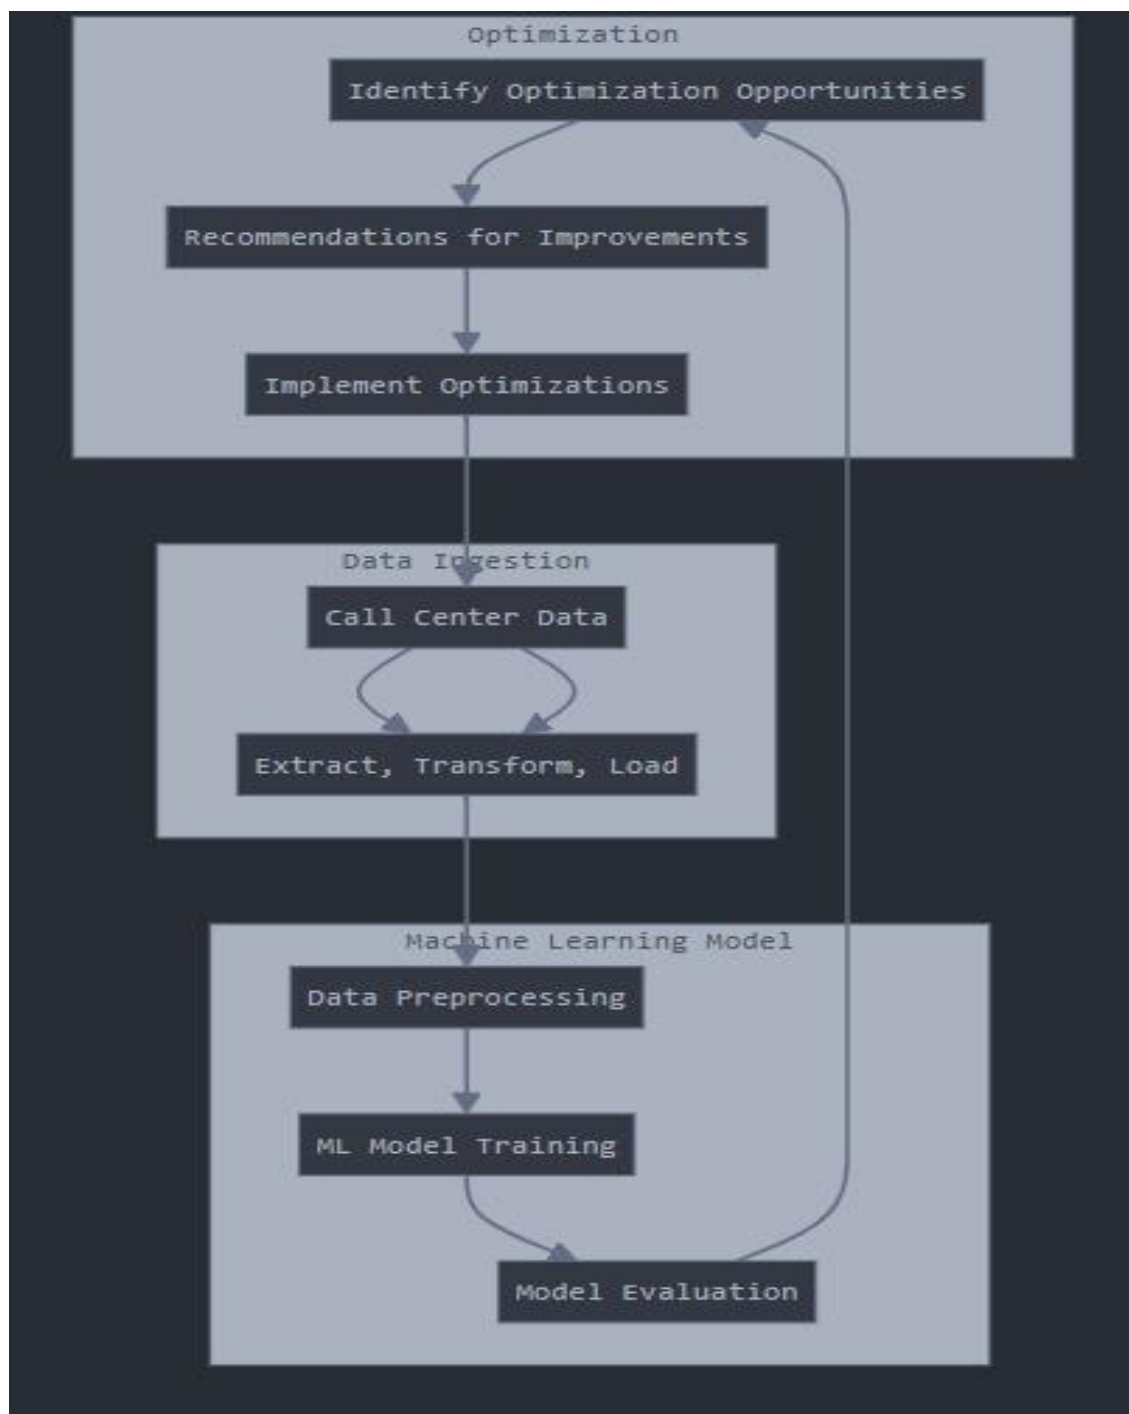 Optimization
Identify Optimization Opportunities
Recommendations for Improvements
Implement Optimizations
Data Ingestion
Call Center Data
Extract, Transform, Load
Machine Learning Model
Data Preprocessing
ML Model Training
Model Evaluation